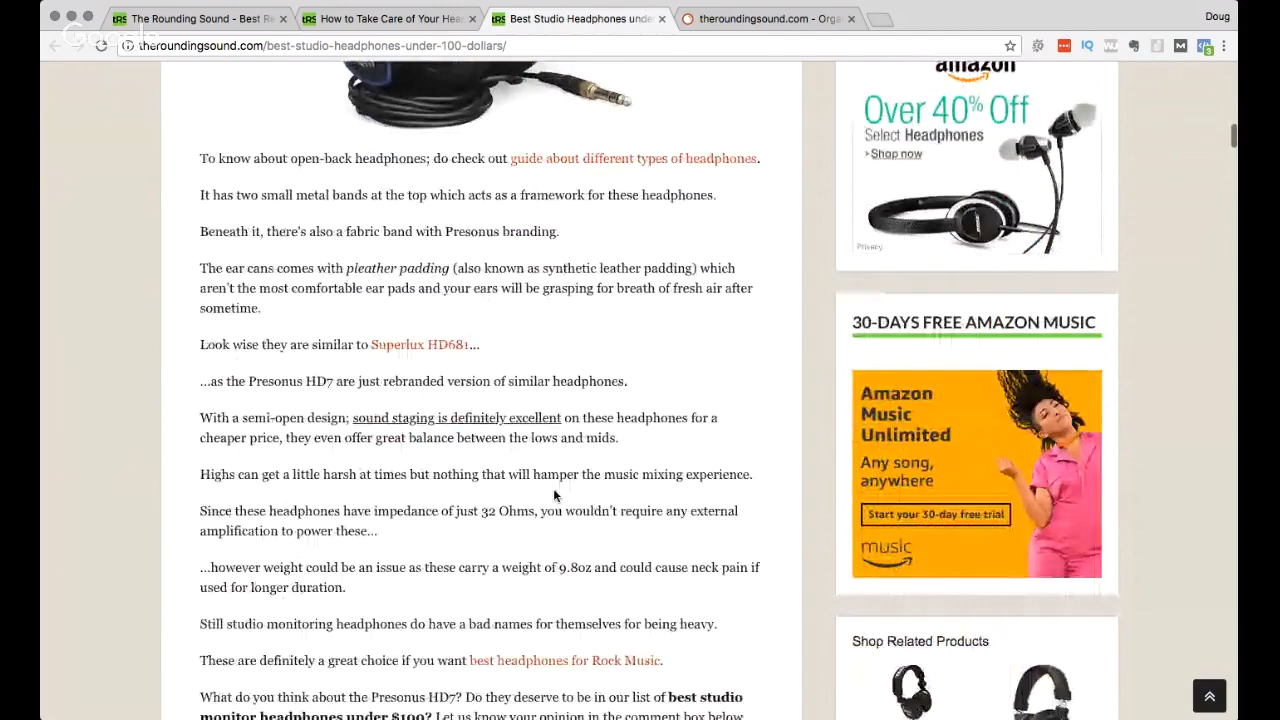 The Rounding Sound - Best Re
How to Take Care of Your Hea
Best Studio Headphones unde
theroundingsound.com - Orga
Doug
Google
theroundingsound.com/best-studio-headphones-under-100-dollars/
To know about open-back headphones; do check out guide about different types of headphones.
It has two small metal bands at the top which acts as a framework for these headphones.
Beneath it, there's also a fabric band with Presonus branding.
The ear cans comes with pleather padding (also known as synthetic leather padding) which
aren't the most comfortable ear pads and your ears will be grasping for breath of fresh air after
sometime.
Look wise they are similar to Superlux HD681...
...as the Presonus HD7 are just rebranded version of similar headphones.
With a semi-open design; sound staging is definitely excellent on these headphones for a
cheaper price, they even offer great balance between the lows and mids.
Highs can get a little harsh at times but nothing that will hamper the music mixing experience.
Since these headphones have impedance of just 32 Ohms, you wouldn't require any external
amplification to power these...
...however weight could be an issue as these carry a weight of 9.8oz and could cause neck pain if
used for longer duration.
Still studio monitoring headphones do have a bad names for themselves for being heavy.
These are definitely a great choice if you want best headphones for Rock Music.
What do you think about the Presonus HD7? Do they deserve to be in our list of best studio
monitor headphones under $100? Let us know your opinion in the comment box below
amazon
Over 40% Off
Select Headphones
Shop now
Privacy
30-DAYS FREE AMAZON MUSIC
Amazon
Music
Unlimited
Any song,
anywhere
Start your 30-day free trial
music
Shop Related Products